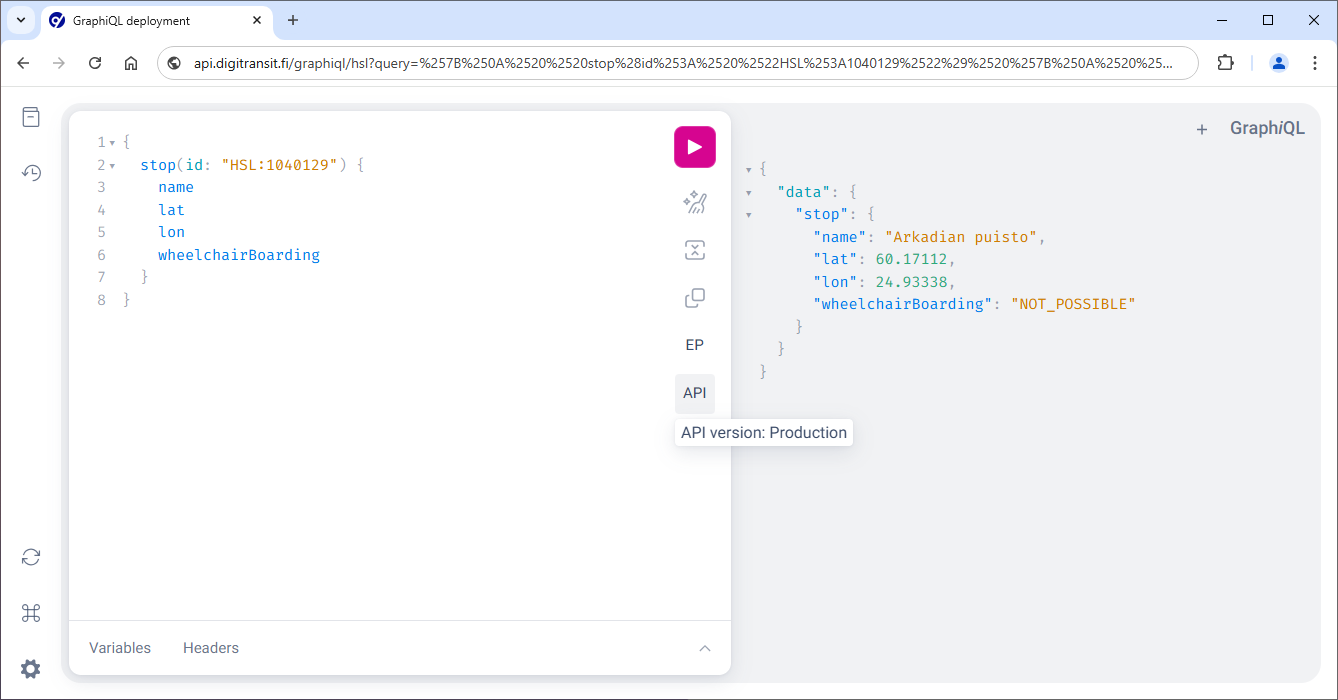 GraphiQL deployment
api.digitransit.fi/graphiql/hsl?query=%257B%250A%2520%2520stop%28id%253A%2520%2522HSL%253A1040129%2522%29%2520%257B%250A%2520%25...
1 {
2 stop(id: "HSL:1040129") {
3 name
4 lat
5 lon
6 wheelchairBoarding
7 }
8 }
EP
API
API version: Production
Variables Headers
+ GraphiQL
{
"data": {
"stop": {
"name": "Arkadian puisto",
"lat": 60.17112,
"lon": 24.93338,
"wheelchairBoarding": "NOT_POSSIBLE"
}
}
}